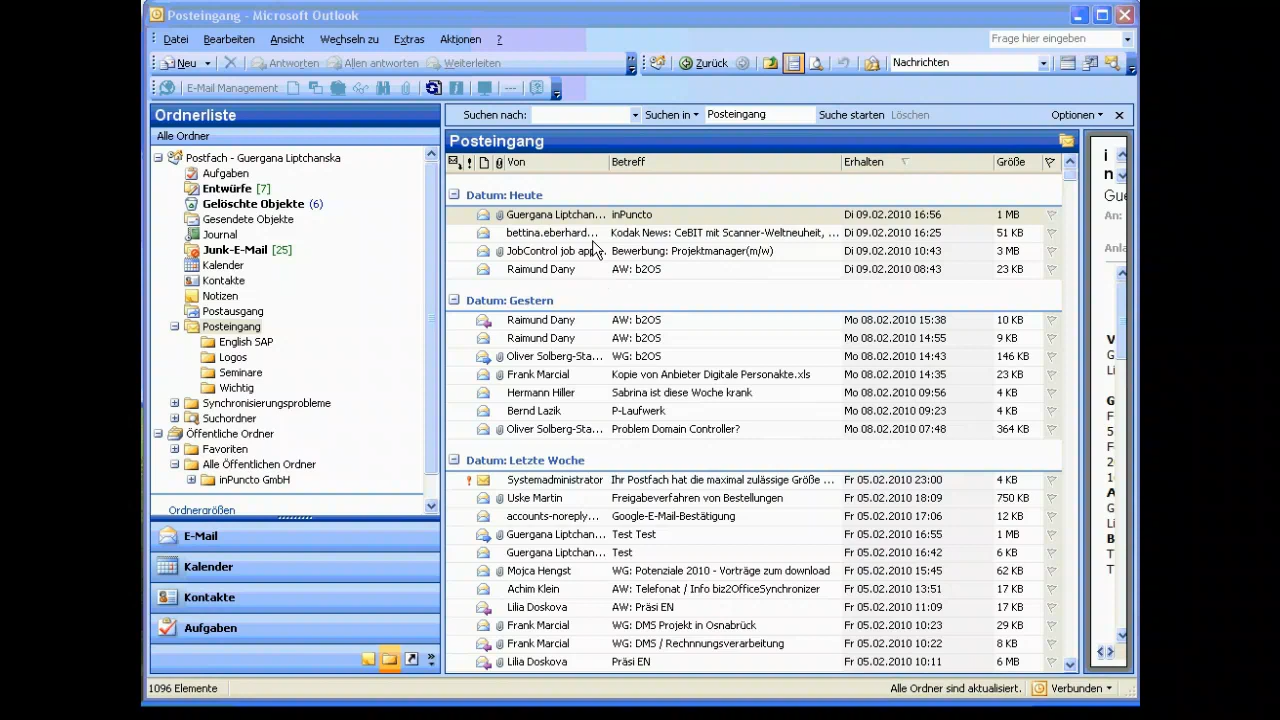 Posteingang - Microsoft Outlook
Datei Bearbeiten Ansicht Wechseln zu Extras Aktionen ? Frage hier eingeben
Neu Antworten Allen antworten Weiterleiten Zurück Nachrichten
E-Mail Management
Ordnerliste
Suchen nach: Suchen in Posteingang Suche starten Löschen Optionen
Alle Ordner
Postfach - Guergana Liptchanska
Aufgaben
Entwürfe [7]
Gelöschte Objekte (6)
Gesendete Objekte
Journal
Junk-E-Mail [25]
Kalender
Kontakte
Notizen
Postausgang
Posteingang
English SAP
Logos
Seminare
Wichtig
Synchronisierungsprobleme
Suchordner
Öffentliche Ordner
Favoriten
Alle Öffentlichen Ordner
inPuncto GmbH
Ordnergrößen
E-Mail
Kalender
Kontakte
Aufgaben
Posteingang
Von Betreff Erhalten Größe
Datum: Heute
Guergana Liptchan... inPuncto Di 09.02.2010 16:56 1 MB
bettina.eberhard... Kodak News: CeBIT mit Scanner-Weltneuheit, ... Di 09.02.2010 16:25 51 KB
JobControl job app... Bewerbung: Projektmanager(m/w) Di 09.02.2010 10:43 3 MB
Raimund Dany AW: b2OS Di 09.02.2010 08:43 23 KB
Datum: Gestern
Raimund Dany AW: b2OS Mo 08.02.2010 15:38 10 KB
Raimund Dany AW: b2OS Mo 08.02.2010 14:55 9 KB
Oliver Solberg-Sta... WG: b2OS Mo 08.02.2010 14:43 146 KB
Frank Marcial Kopie von Anbieter Digitale Personakte.xls Mo 08.02.2010 14:35 23 KB
Hermann Hiller Sabrina ist diese Woche krank Mo 08.02.2010 09:56 4 KB
Bernd Lazik P-Laufwerk Mo 08.02.2010 09:23 4 KB
Oliver Solberg-Sta... Problem Domain Controller? Mo 08.02.2010 07:48 364 KB
Datum: Letzte Woche
Systemadministrator Ihr Postfach hat die maximal zulässige Größe ... Fr 05.02.2010 23:00 4 KB
Uske Martin Freigabeverfahren von Bestellungen Fr 05.02.2010 18:09 750 KB
accounts-noreply... Google-E-Mail-Bestätigung Fr 05.02.2010 17:06 12 KB
Guergana Liptchan... Test Test Fr 05.02.2010 16:55 1 MB
Guergana Liptchan... Test Fr 05.02.2010 16:42 6 KB
Mojca Hengst WG: Potenziale 2010 - Vorträge zum download Fr 05.02.2010 15:45 62 KB
Achim Klein AW: Telefonat / Info biz2OfficeSynchronizer Fr 05.02.2010 13:51 17 KB
Lilia Doskova AW: Präsi EN Fr 05.02.2010 11:09 17 KB
Frank Marcial WG: DMS Projekt in Osnabrück Fr 05.02.2010 10:23 29 KB
Frank Marcial WG: DMS / Rechnnungsverarbeitung Fr 05.02.2010 10:22 8 KB
Lilia Doskova Präsi EN Fr 05.02.2010 10:11 6 MB
i
n
Gue
An:
V
G
Li
G
F
5
F
2
1
A
G
Li
B
T
1096 Elemente Alle Ordner sind aktualisiert. Verbunden